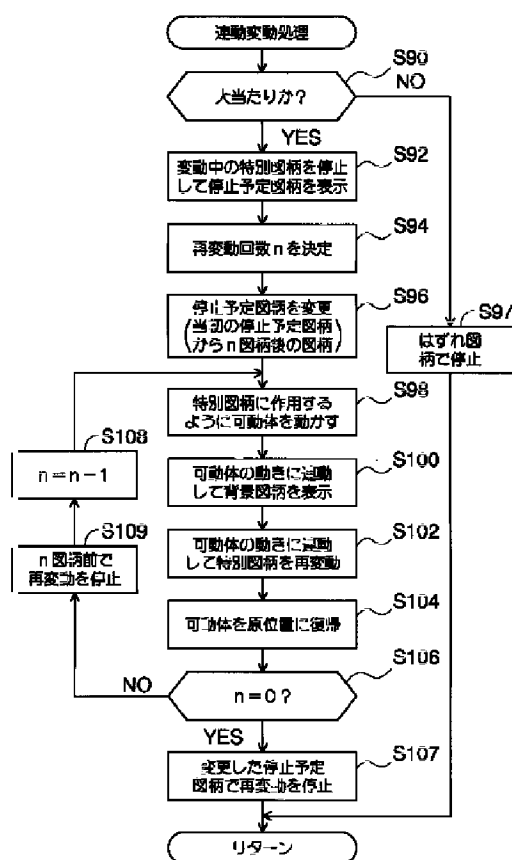 連動変動処理
S90
大当たりか?
NO
YES
S92
変動中の特別図柄を停止
して停止予定図柄を表示
S94
再変動回数nを決定
S96
停止予定図柄を変更
(当初の停止予定図柄
からn図柄後の図柄)
S97
はずれ図
柄で停止
S98
特別図柄に作用する
ように可動体を動かす
S108
n=n-1
S100
可動体の動きに連動
して背景図柄を表示
S109
n図柄前で
再変動を停止
S102
可動体の動きに連動
して特別図柄を再変動
S104
可動体を原位置に復帰
S106
NO
n=0?
YES
S107
変更した停止予定
図柄で再変動を停止
リターン